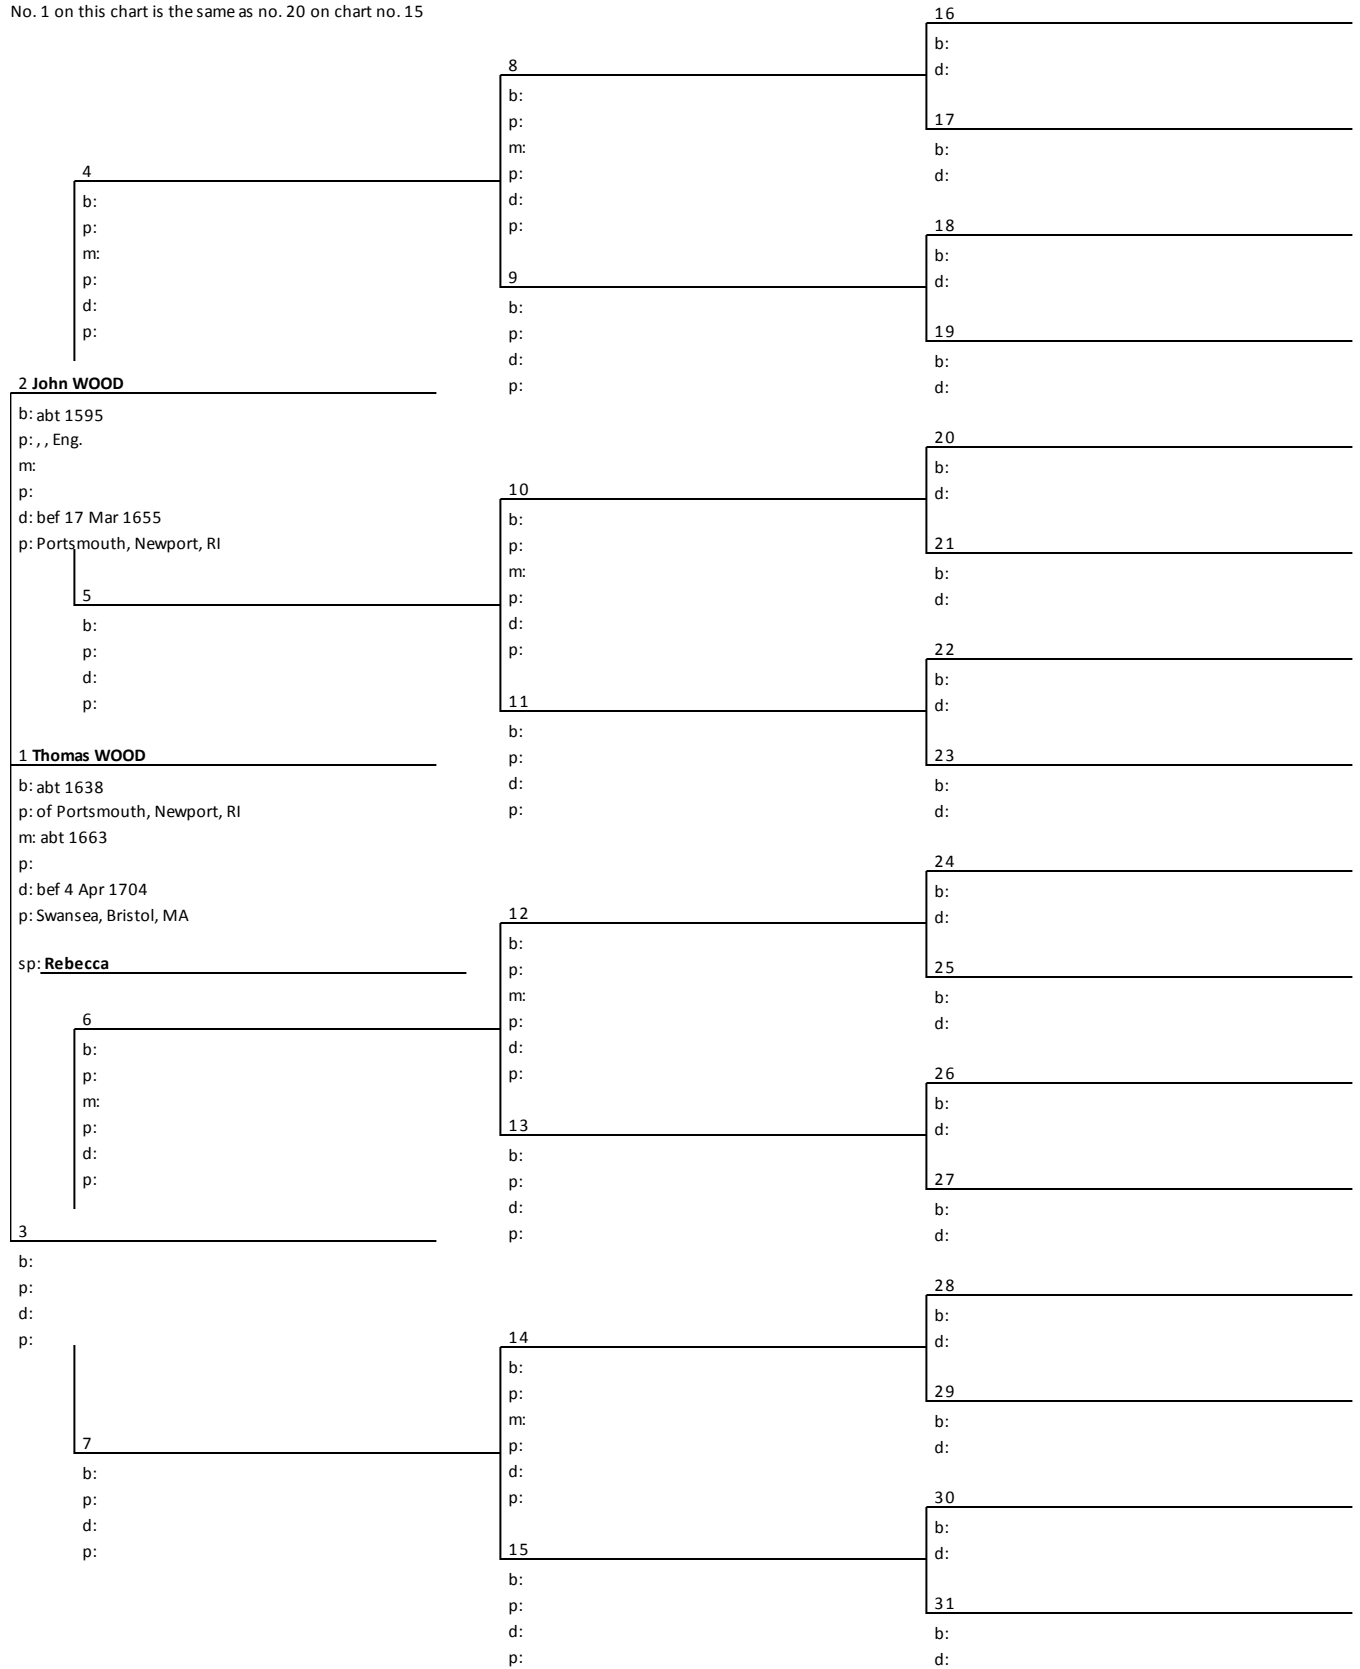 No. 1 on this chart is the same as no. 20 on chart no. 15
4
b:
p:
m:
p:
d:
p:
2 John WOOD
b: abt 1595
p: , , Eng.
m:
p:
d: bef 17 Mar 1655
p: Portsmouth, Newport, RI
5
b:
p:
d:
p:
1 Thomas WOOD
b: abt 1638
p: of Portsmouth, Newport, RI
m: abt 1663
p:
d: bef 4 Apr 1704
p: Swansea, Bristol, MA
sp: Rebecca
6
b:
p:
m:
p:
d:
p:
3
b:
p:
d:
p:
7
b:
p:
d:
p:
8
b:
p:
m:
p:
d:
p:
9
b:
p:
d:
p:
10
b:
p:
m:
p:
d:
p:
11
b:
p:
d:
p:
12
b:
p:
m:
p:
d:
p:
13
b:
p:
d:
p:
14
b:
p:
m:
p:
d:
p:
15
b:
p:
d:
p:
16
b:
d:
17
b:
d:
18
b:
d:
19
b:
d:
20
b:
d:
21
b:
d:
22
b:
d:
23
b:
d:
24
b:
d:
25
b:
d:
26
b:
d:
27
b:
d:
28
b:
d:
29
b:
d:
30
b:
d:
31
b:
d: